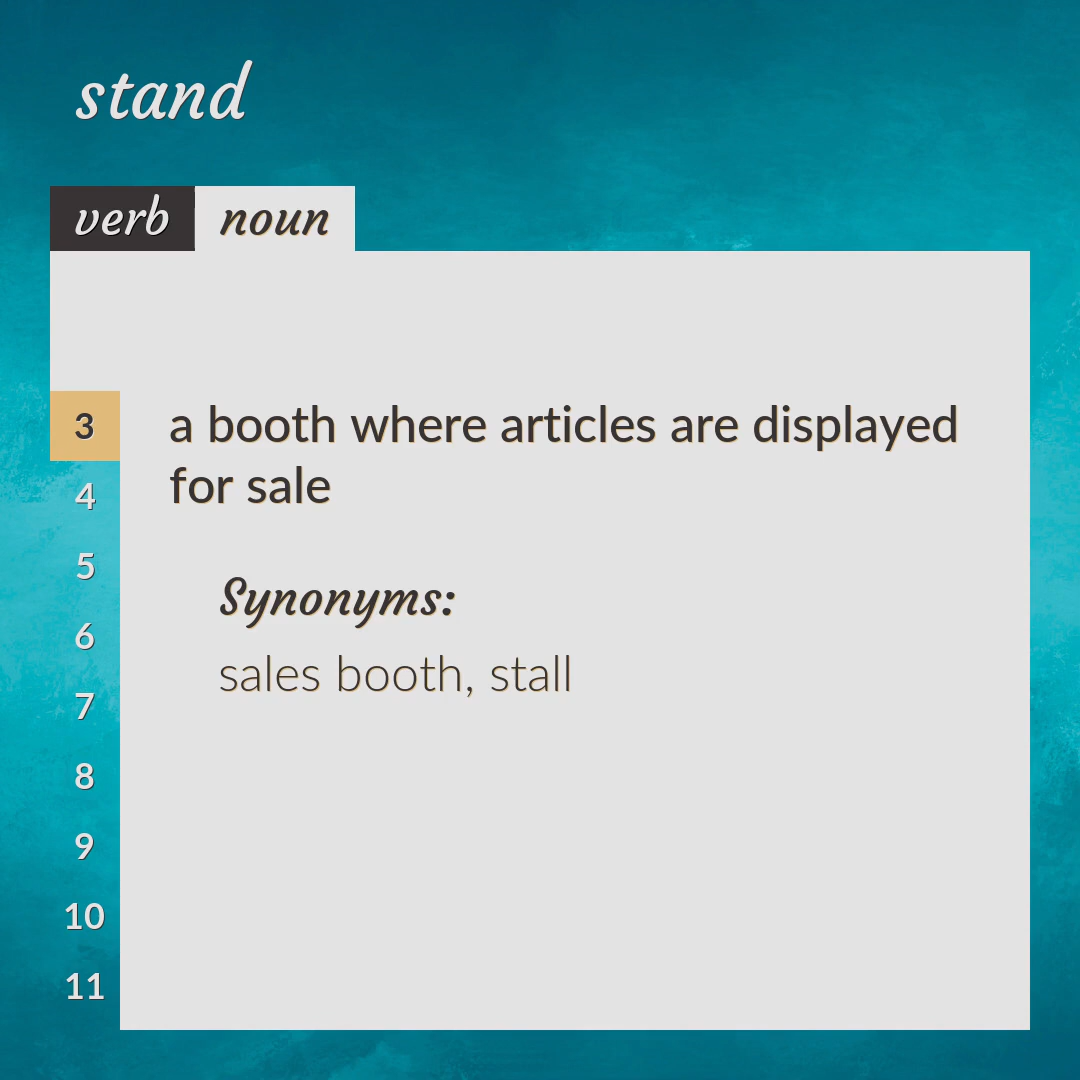 stand
verb noun
3 a booth where articles are displayed
for sale
4
5
Synonyms:
6
sales booth, stall
7
8
9
10
11